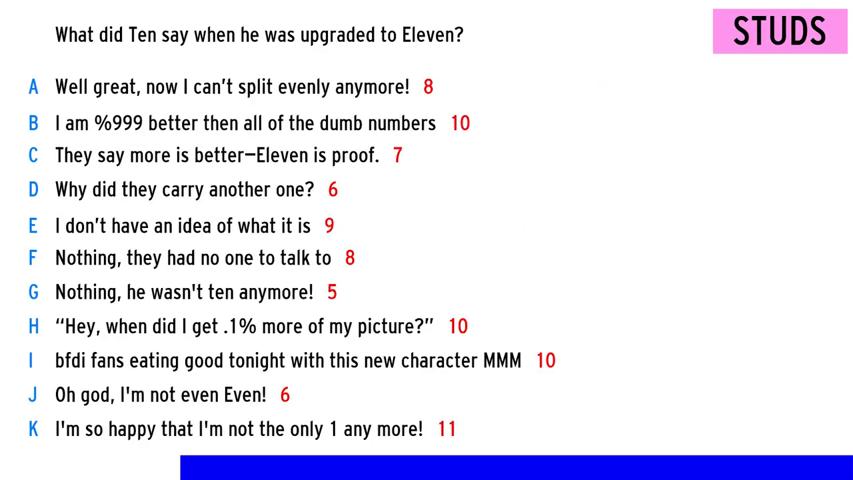 What did Ten say when he was upgraded to Eleven?
STUDS
A Well great, now I can't split evenly anymore! 8
B I am %999 better then all of the dumb numbers 10
C They say more is better—Eleven is proof. 7
D Why did they carry another one? 6
E I don't have an idea of what it is 9
F Nothing, they had no one to talk to 8
G Nothing, he wasn't ten anymore! 5
H “Hey, when did I get .1% more of my picture?” 10
I bfdi fans eating good tonight with this new character MMM 10
J Oh god, I'm not even Even! 6
K I'm so happy that I'm not the only 1 any more! 11